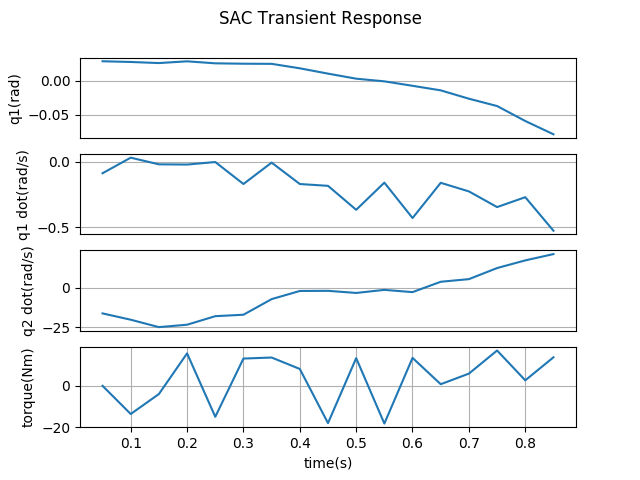 SAC Transient Response
q1(rad)
0.00
−0.05
q1 dot(rad/s)
0.0
−0.5
q2 dot(rad/s)
0
−25
torque(Nm)
0
−20
0.1 0.2 0.3 0.4 0.5 0.6 0.7 0.8
time(s)